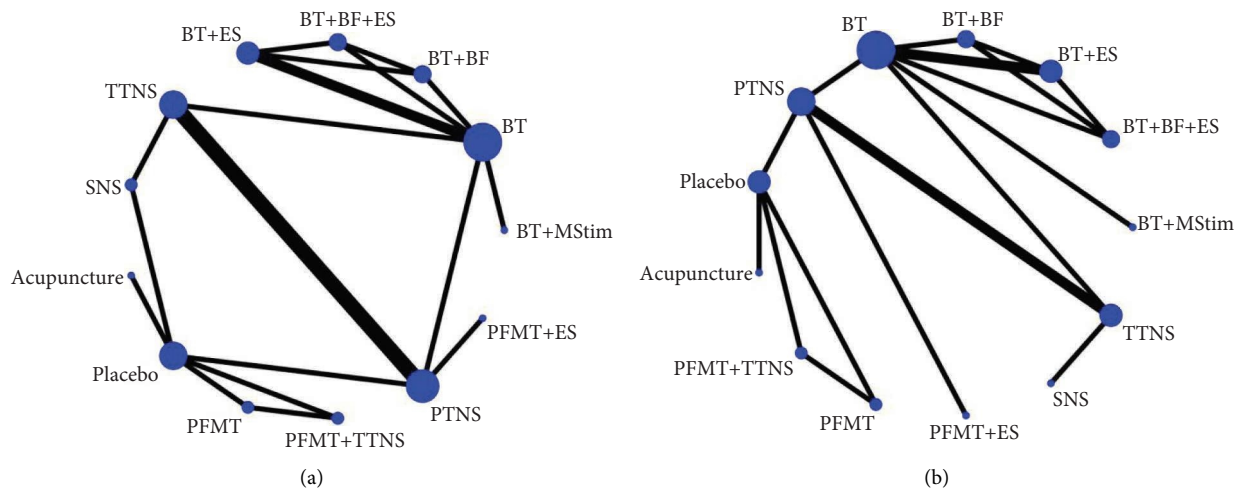 BT+BF+ES
BT+ES
BT+BF
TTNS
BT
SNS
BT+MStim
Acupuncture
PFMT+ES
Placebo
PTNS
PFMT
PFMT+TTNS
(a)
BT+BF
BT
BT+ES
PTNS
BT+BF+ES
Placebo
BT+MStim
Acupuncture
TTNS
PFMT+TTNS
SNS
PFMT
PFMT+ES
(b)